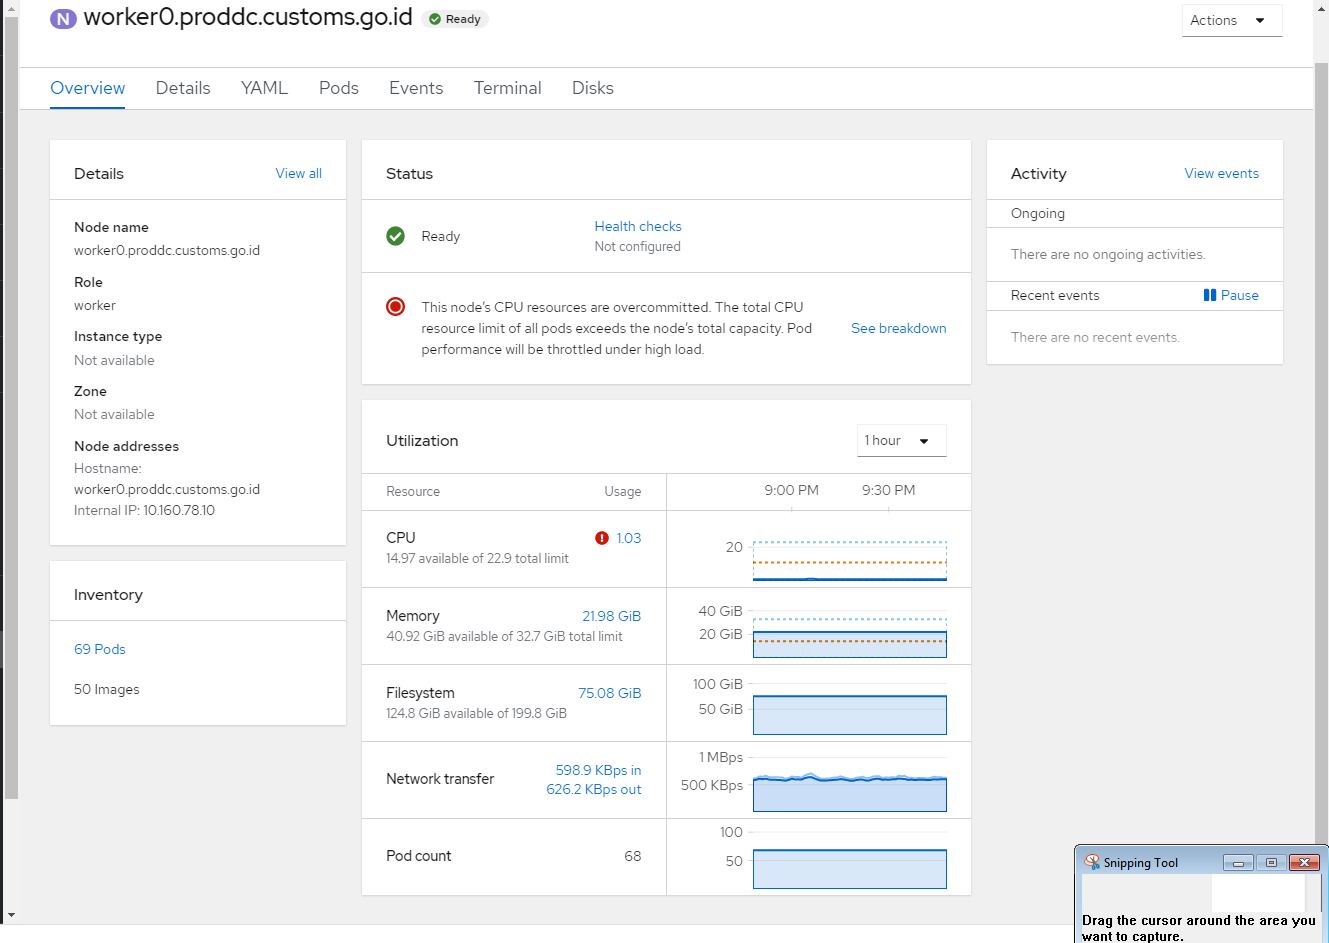 N worker0.proddc.customs.go.id Ready
Actions
Overview Details YAML Pods Events Terminal Disks
Details View all
Node name
worker0.proddc.customs.go.id
Role
worker
Instance type
Not available
Zone
Not available
Node addresses
Hostname:
worker0.proddc.customs.go.id
Internal IP: 10.160.78.10
Inventory
69 Pods
50 Images
Status
Ready
Health checks
Not configured
This node's CPU resources are overcommitted. The total CPU
resource limit of all pods exceeds the node's total capacity. Pod
performance will be throttled under high load.
See breakdown
Utilization
1 hour
Resource Usage 9:00 PM 9:30 PM
CPU 1.03
14.97 available of 22.9 total limit
20
Memory 21.98 GiB
40.92 GiB available of 32.7 GiB total limit
40 GiB
20 GiB
Filesystem 75.08 GiB
124.8 GiB available of 199.8 GiB
100 GiB
50 GiB
Network transfer
598.9 KBps in
626.2 KBps out
1 MBps
500 KBps
Pod count 68
100
50
Activity View events
Ongoing
There are no ongoing activities.
Recent events Pause
There are no recent events.
Snipping Tool
Drag the cursor around the area you
want to capture.